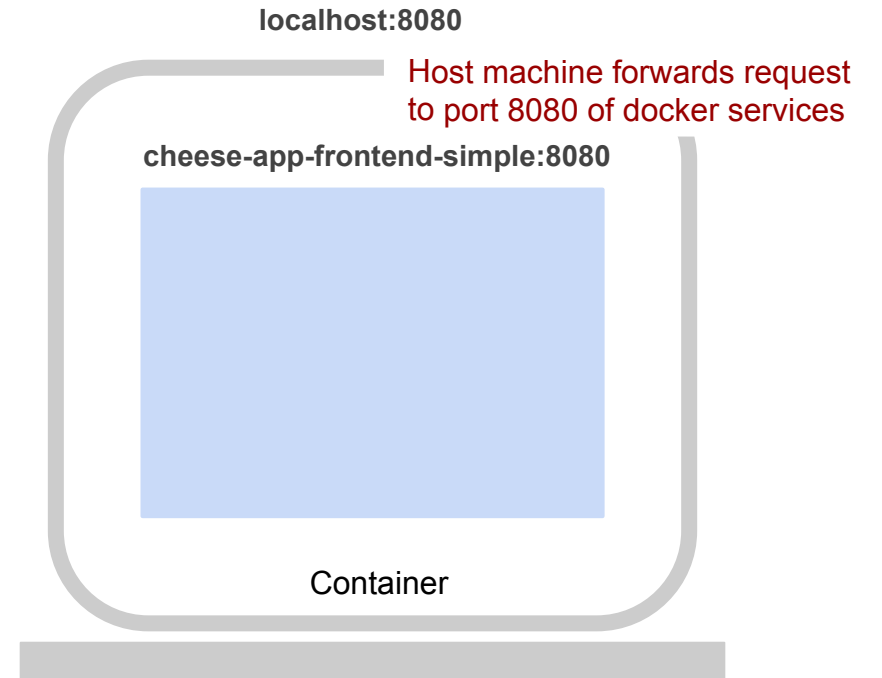 localhost:8080
Host machine forwards request
to port 8080 of docker services
cheese-app-frontend-simple:8080
Container